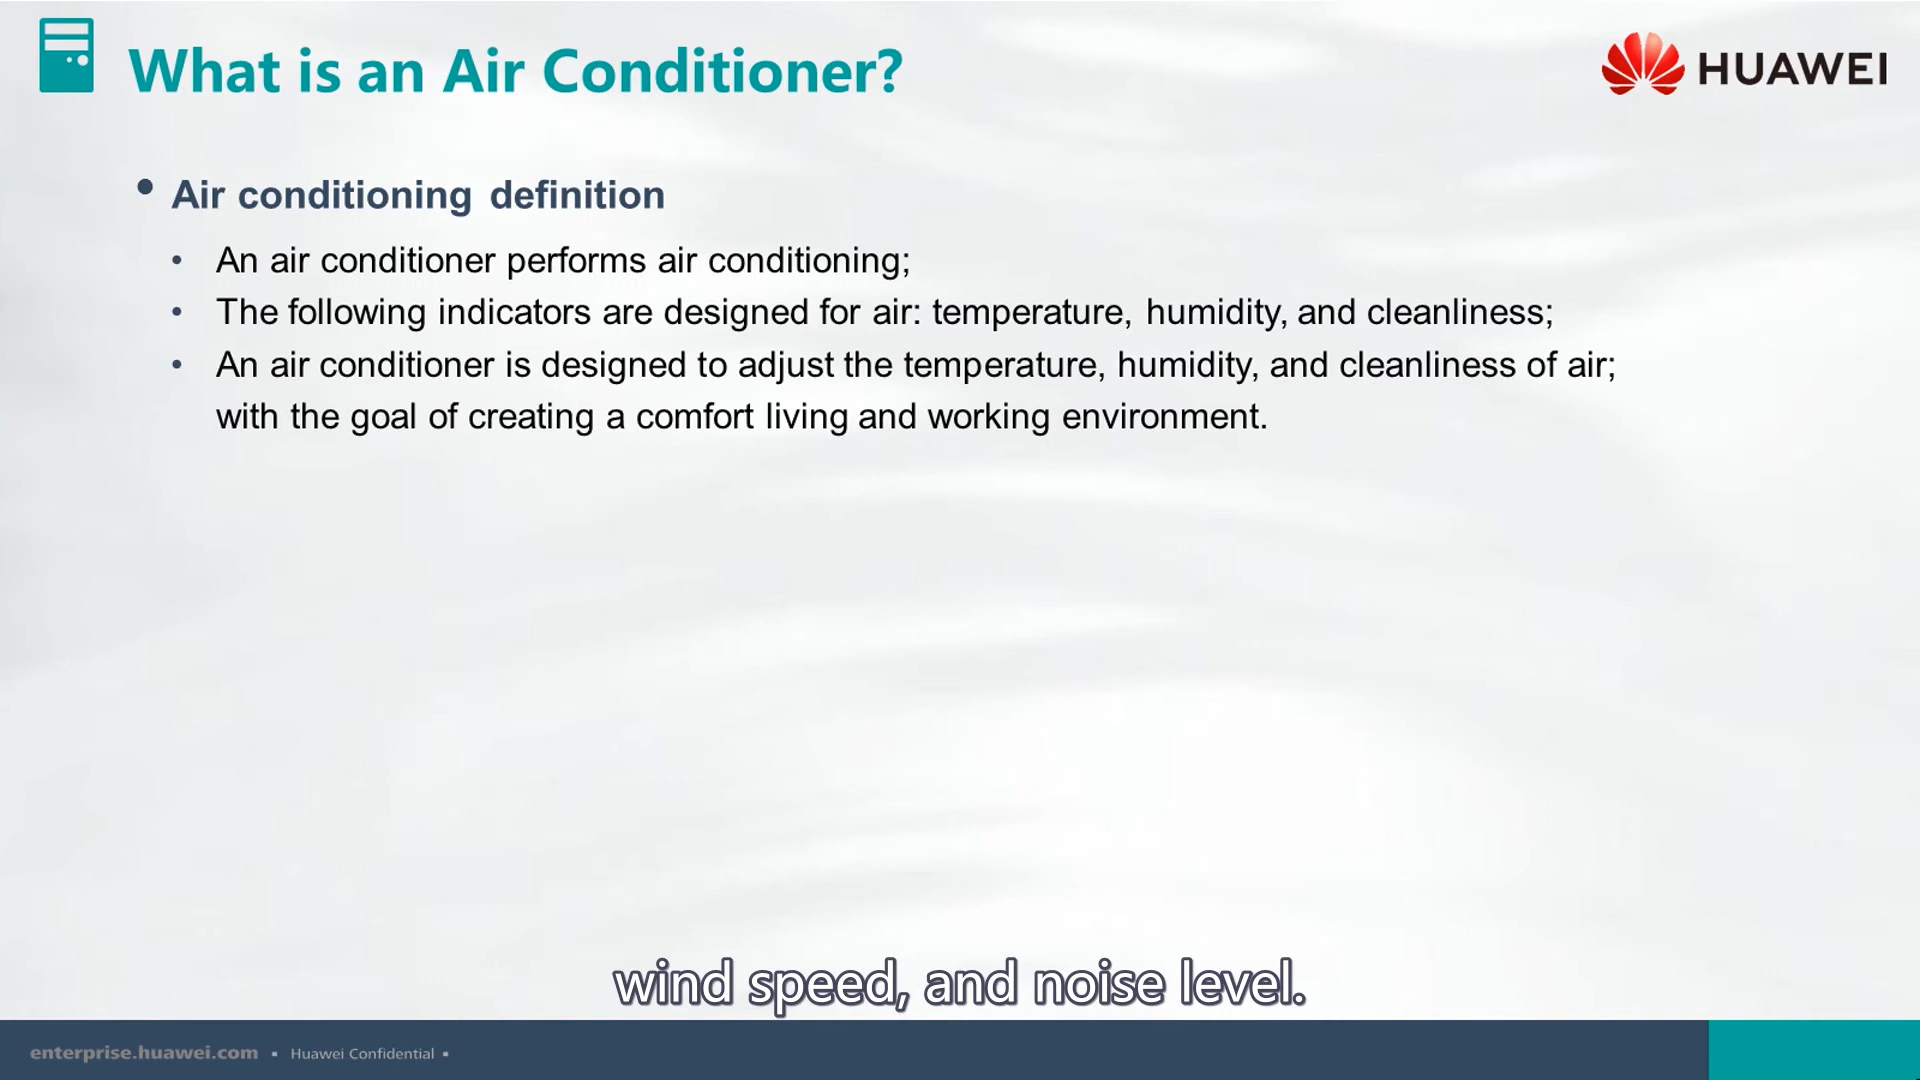 What is an Air Conditioner?
HUAWEI
• Air conditioning definition
• An air conditioner performs air conditioning;
• The following indicators are designed for air: temperature, humidity, and cleanliness;
• An air conditioner is designed to adjust the temperature, humidity, and cleanliness of air;
with the goal of creating a comfort living and working environment.
wind speed, and noise level.
enterprise.huawei.com ▪ Huawei Confidential ▪